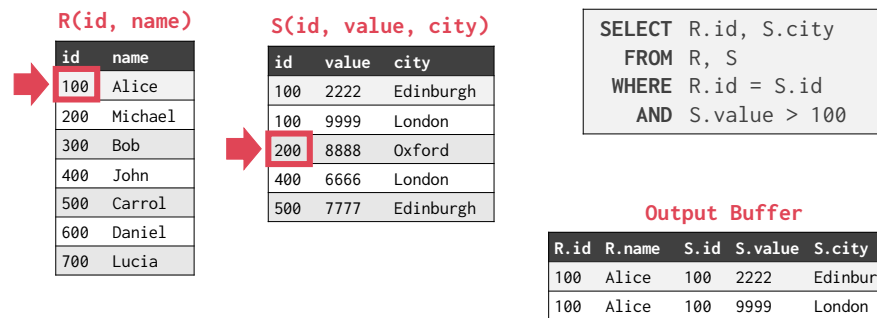 R(id, name)
id name
100 Alice
200 Michael
300 Bob
400 John
500 Carrol
600 Daniel
700 Lucia
S(id, value, city)
id value city
100 2222 Edinburgh
100 9999 London
200 8888 Oxford
400 6666 London
500 7777 Edinburgh
SELECT R.id, S.city
FROM R, S
WHERE R.id = S.id
AND S.value > 100
Output Buffer
R.id R.name S.id S.value S.city
100 Alice 100 2222 Edinbur
100 Alice 100 9999 London